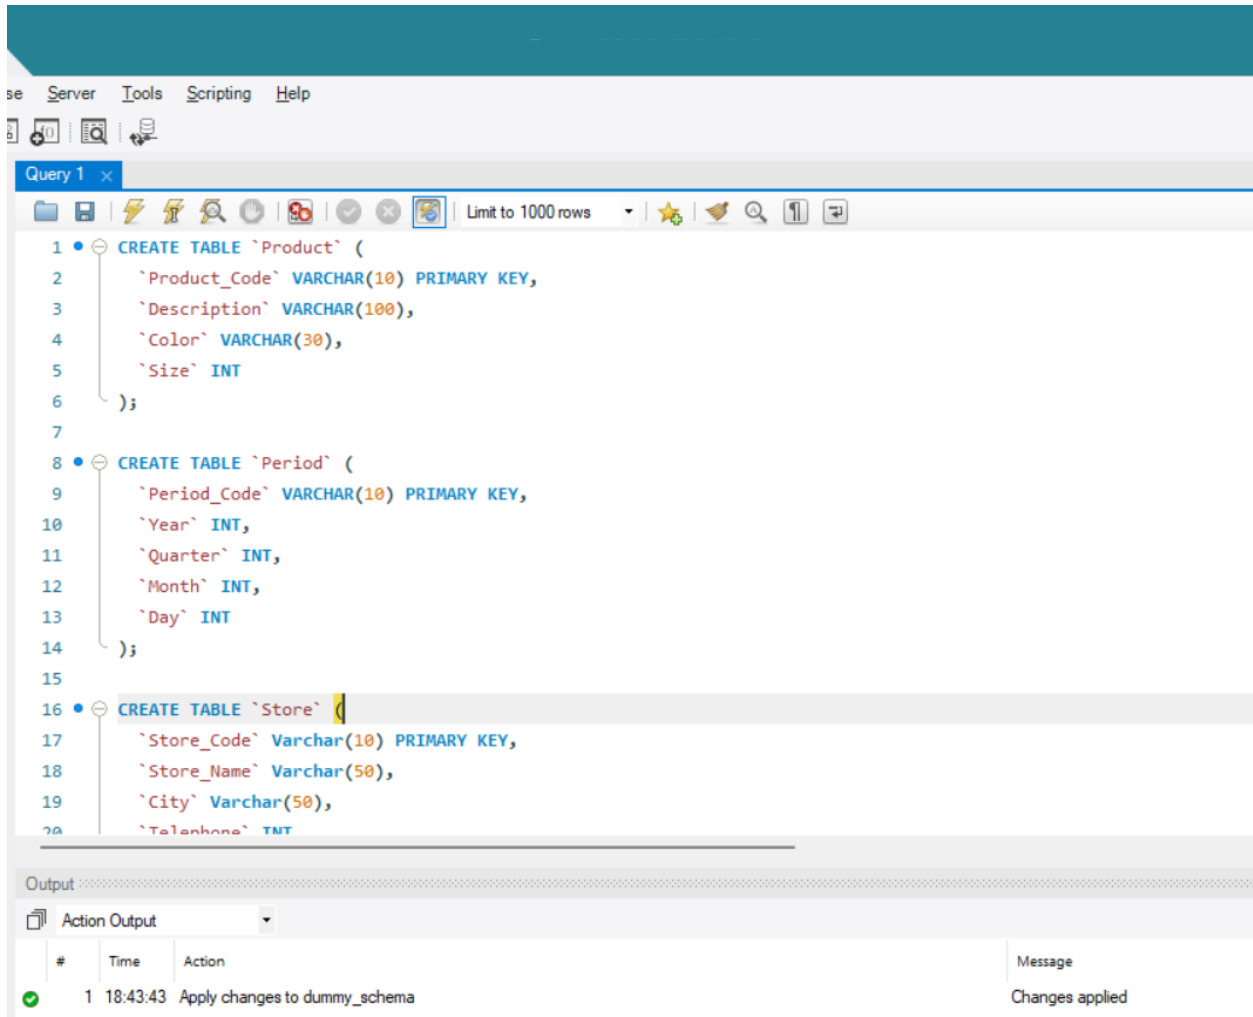 se Server Tools Scripting Help
Query 1
Limit to 1000 rows
1 CREATE TABLE `Product` (
2 `Product_Code` VARCHAR(10) PRIMARY KEY,
3 `Description` VARCHAR(100),
4 `Color` VARCHAR(30),
5 `Size` INT
6 );
7
8 CREATE TABLE `Period` (
9 `Period_Code` VARCHAR(10) PRIMARY KEY,
10 `Year` INT,
11 `Quarter` INT,
12 `Month` INT,
13 `Day` INT
14 );
15
16 CREATE TABLE `Store` (
17 `Store_Code` Varchar(10) PRIMARY KEY,
18 `Store_Name` Varchar(50),
19 `City` Varchar(50),
20 `Telephone` INT
Output
Action Output
# Time Action Message
1 18:43:43 Apply changes to dummy_schema Changes applied